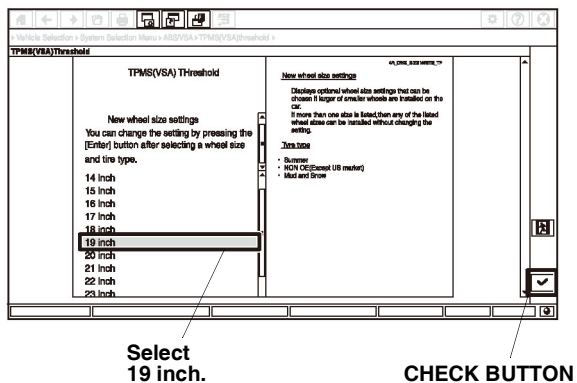 Vehicle Selection > System Selection Menu > ABS/VSA > TPMS(VSA)threshold >
TPMS(VSA)Threshold
TPMS(VSA) THreshold
New wheel size settings
You can change the setting by pressing the
[Enter] button after selecting a wheel size
and tire type.
14 Inch
15 Inch
16 Inch
17 Inch
18 inch
19 inch
20 inch
21 Inch
22 Inch
23 Inch
New wheel size settings
Displays optional wheel size settings that can be
chosen if larger of smaller wheels are installed on the
car.
If more than one size is listed,then any of the listed
wheel sizes can be installed without changing the
setting.
Tyre type
· Summer
· NON OE(Except US market)
· Mud and Snow
Select
19 inch.
CHECK BUTTON